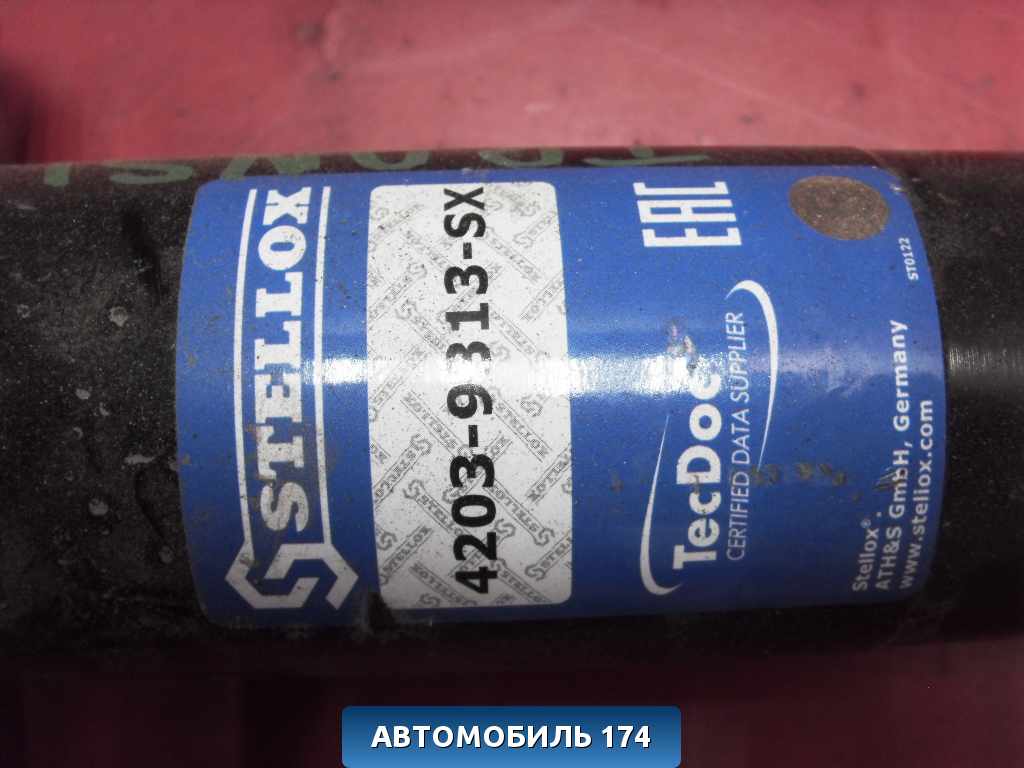 STELLOX
4203-9313-SX
EAC
TecDoc
CERTIFIED DATA SUPPLIER
ST0122
Stellox®
ATH&S GmbH, Germany
www.stellox.com
АВТОМОБИЛЬ 174